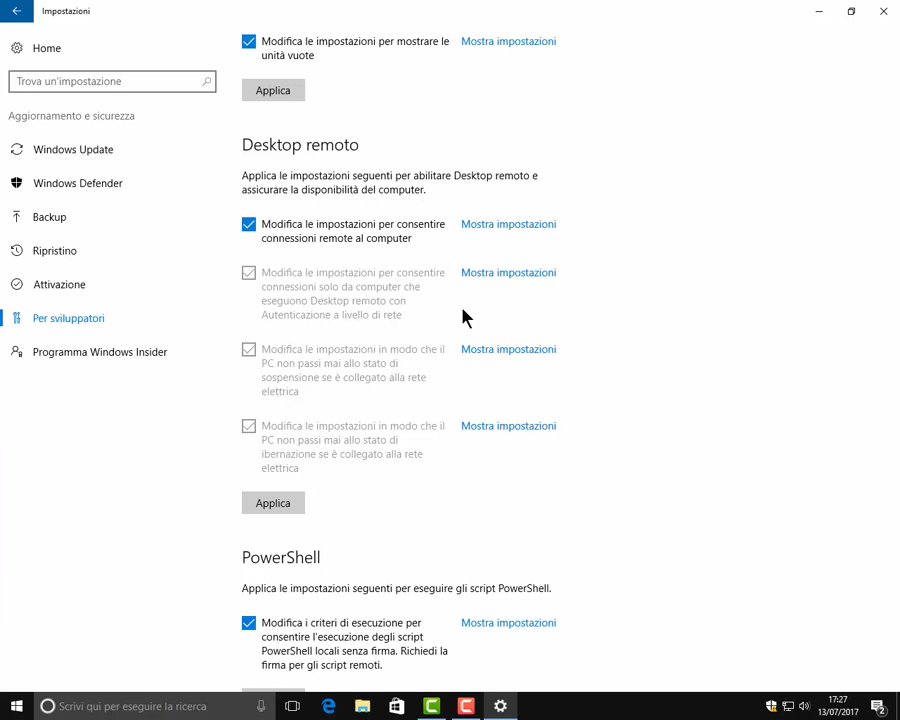 Impostazioni
Home
Trova un'impostazione
Aggiornamento e sicurezza
Windows Update
Windows Defender
Backup
Ripristino
Attivazione
Per sviluppatori
Programma Windows Insider
Modifica le impostazioni per mostrare le Mostra impostazioni
unità vuote
Applica
Desktop remoto
Applica le impostazioni seguenti per abilitare Desktop remoto e
assicurare la disponibilità del computer.
Modifica le impostazioni per consentire Mostra impostazioni
connessioni remote al computer
Modifica le impostazioni per consentire Mostra impostazioni
connessioni solo da computer che
eseguono Desktop remoto con
Autenticazione a livello di rete
Modifica le impostazioni in modo che il Mostra impostazioni
PC non passi mai allo stato di
sospensione se è collegato alla rete
elettrica
Modifica le impostazioni in modo che il Mostra impostazioni
PC non passi mai allo stato di
ibernazione se è collegato alla rete
elettrica
Applica
PowerShell
Applica le impostazioni seguenti per eseguire gli script PowerShell.
Modifica i criteri di esecuzione per Mostra impostazioni
consentire l'esecuzione degli script
PowerShell locali senza firma. Richiedi la
firma per gli script remoti.
Scrivi qui per eseguire la ricerca
17:27
13/07/2017
2